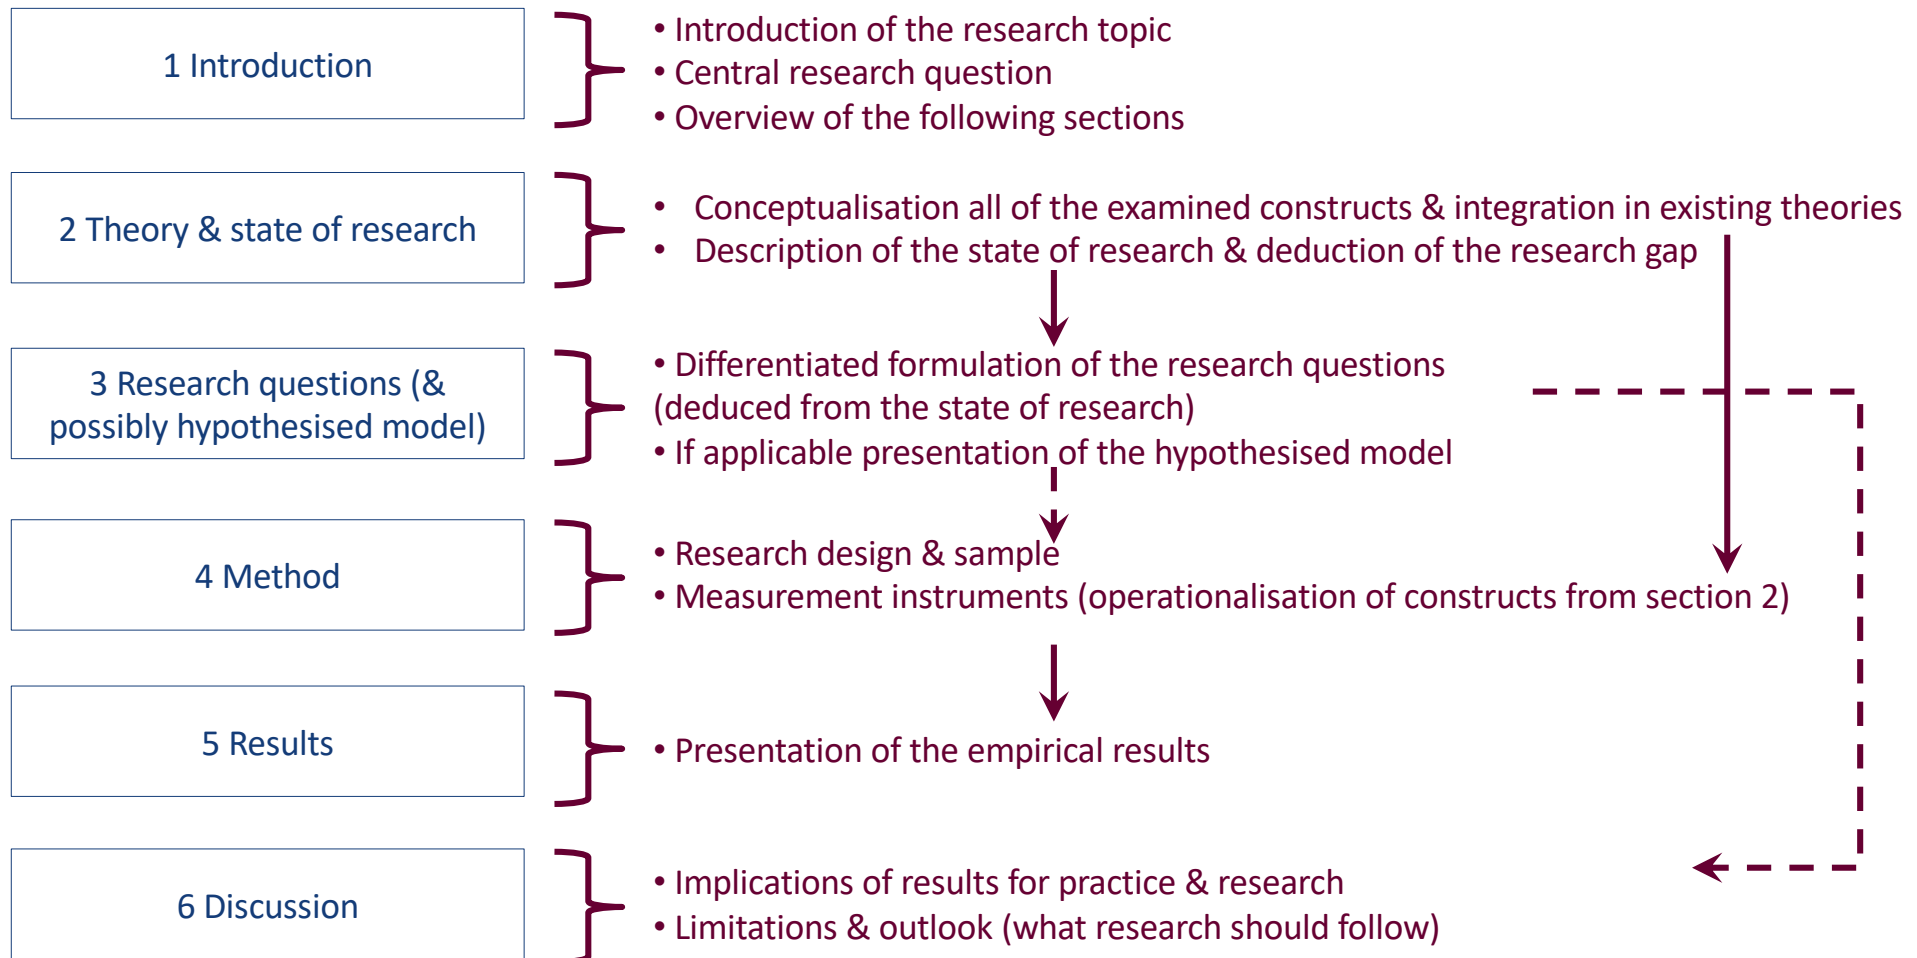 1 Introduction
• Introduction of the research topic
• Central research question
• Overview of the following sections
2 Theory & state of research
• Conceptualisation all of the examined constructs & integration in existing theories
• Description of the state of research & deduction of the research gap
3 Research questions (&
possibly hypothesised model)
• Differentiated formulation of the research questions
(deduced from the state of research)
• If applicable presentation of the hypothesised model
4 Method
• Research design & sample
• Measurement instruments (operationalisation of constructs from section 2)
5 Results
• Presentation of the empirical results
6 Discussion
• Implications of results for practice & research
• Limitations & outlook (what research should follow)